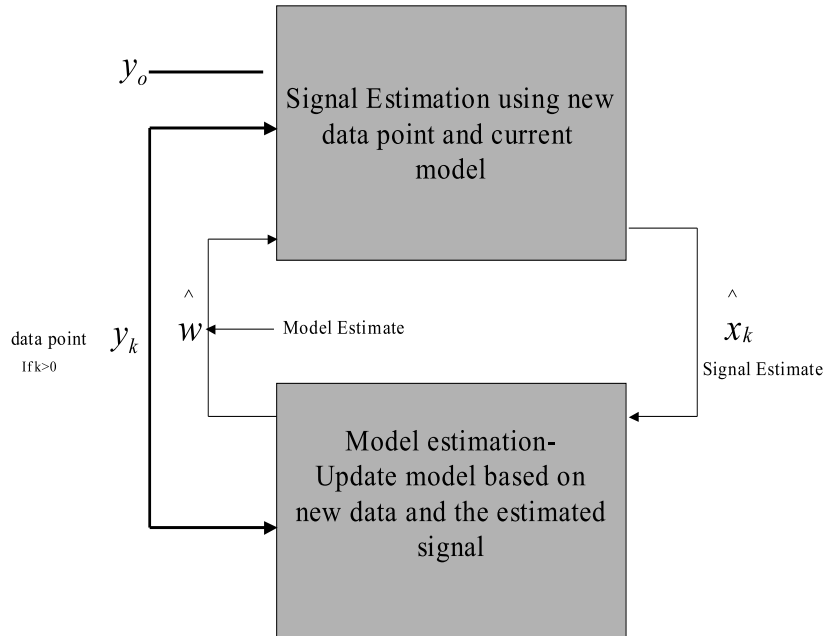 y_o
Signal Estimation using new
data point and current
model
ŵ
Model Estimate
data point
If k>0
y_k
x̂_k
Signal Estimate
Model estimation-
Update model based on
new data and the estimated
signal